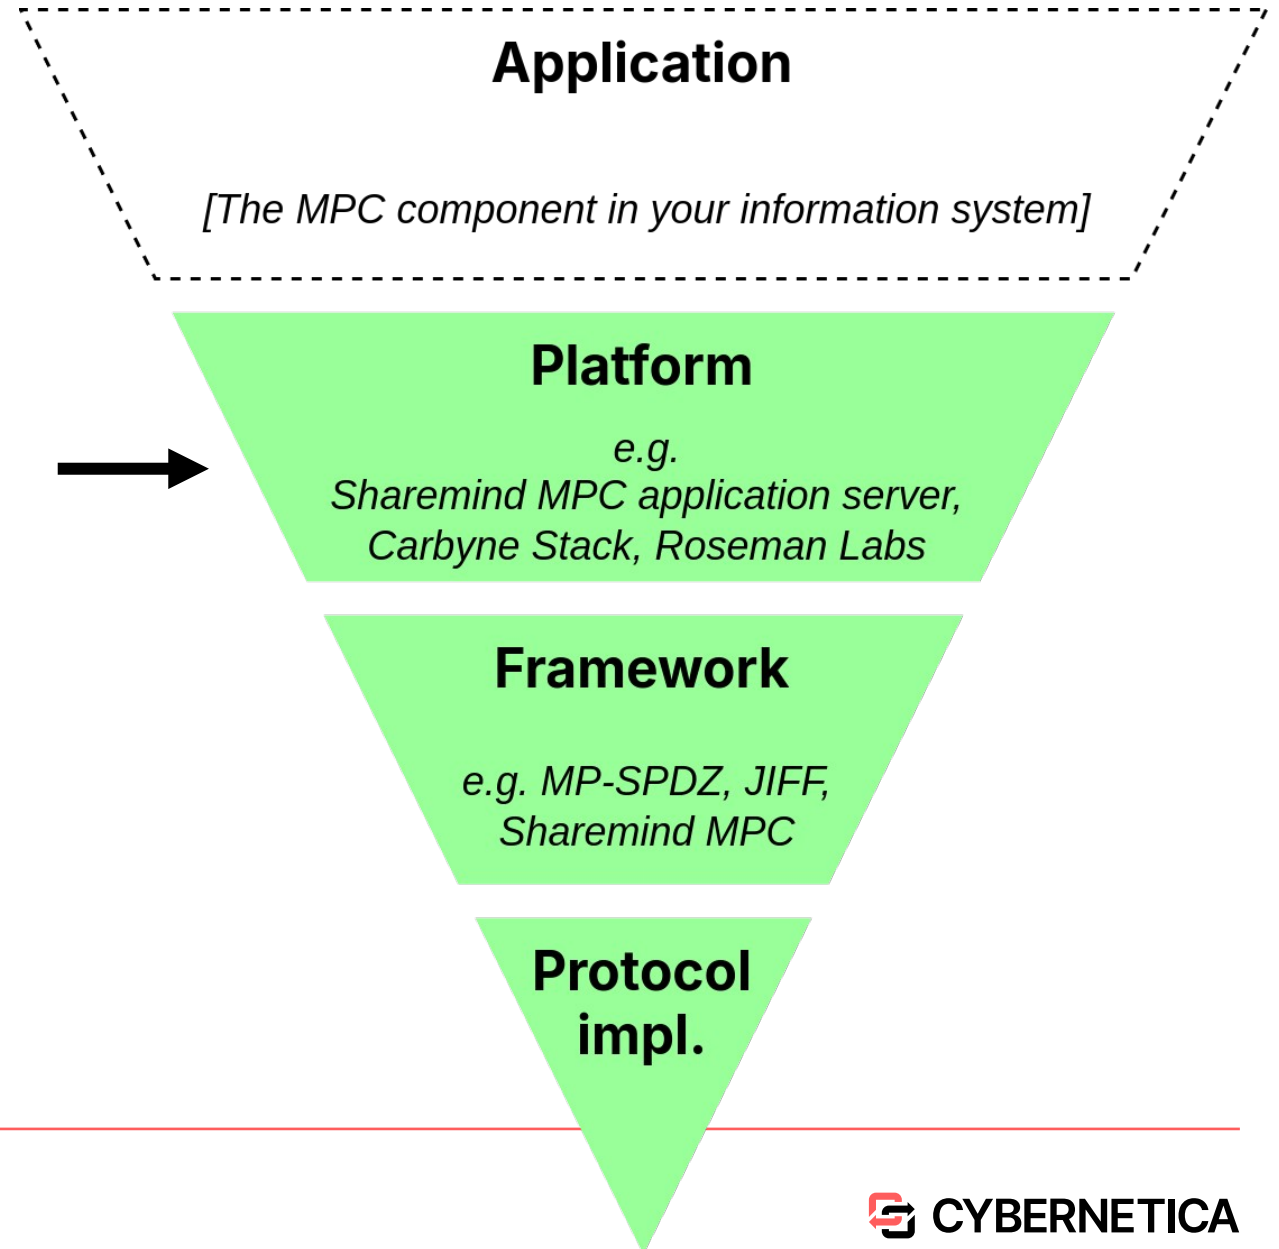 Application
[The MPC component in your information system]
Platform
e.g.
Sharemind MPC application server,
Carbyne Stack, Roseman Labs
Framework
e.g. MP-SPDZ, JIFF,
Sharemind MPC
Protocol
impl.
CYBERNETICA